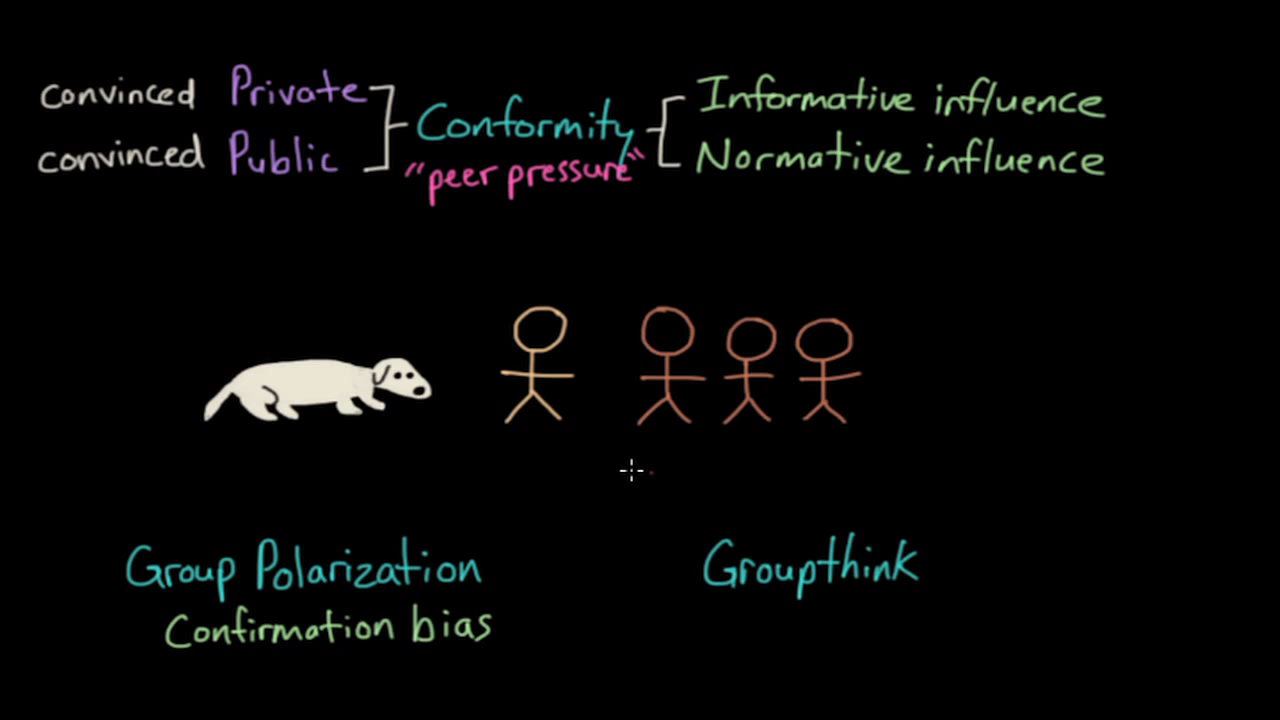 convinced Private
convinced Public
Conformity
"peer pressure"
Informative influence
Normative influence
Group Polarization
Confirmation bias
Groupthink